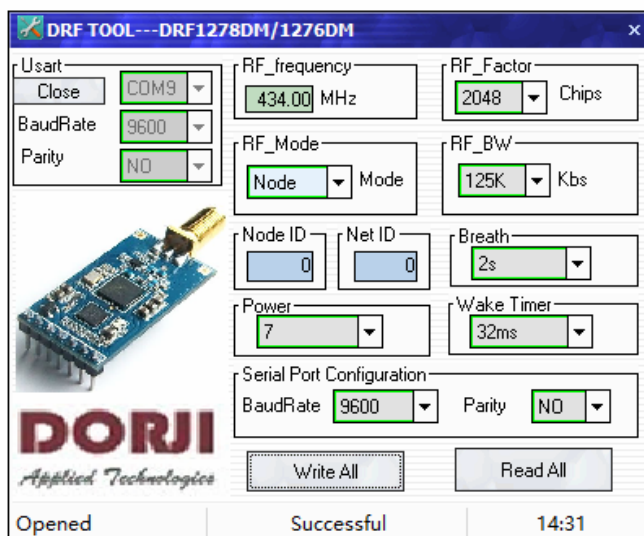 DRF TOOL---DRF1278DM/1276DM
Usart
Close COM9
BaudRate 9600
Parity NO
RF_frequency
434.00 MHz
RF_Factor
2048 Chips
RF_Mode
Node Mode
RF_BW
125K Kbs
Node ID
0
Net ID
0
Breath
2s
Power
7
Wake Timer
32ms
Serial Port Configuration
BaudRate 9600 Parity NO
DORJI
Applied Technologies
Write All Read All
Opened Successful 14:31